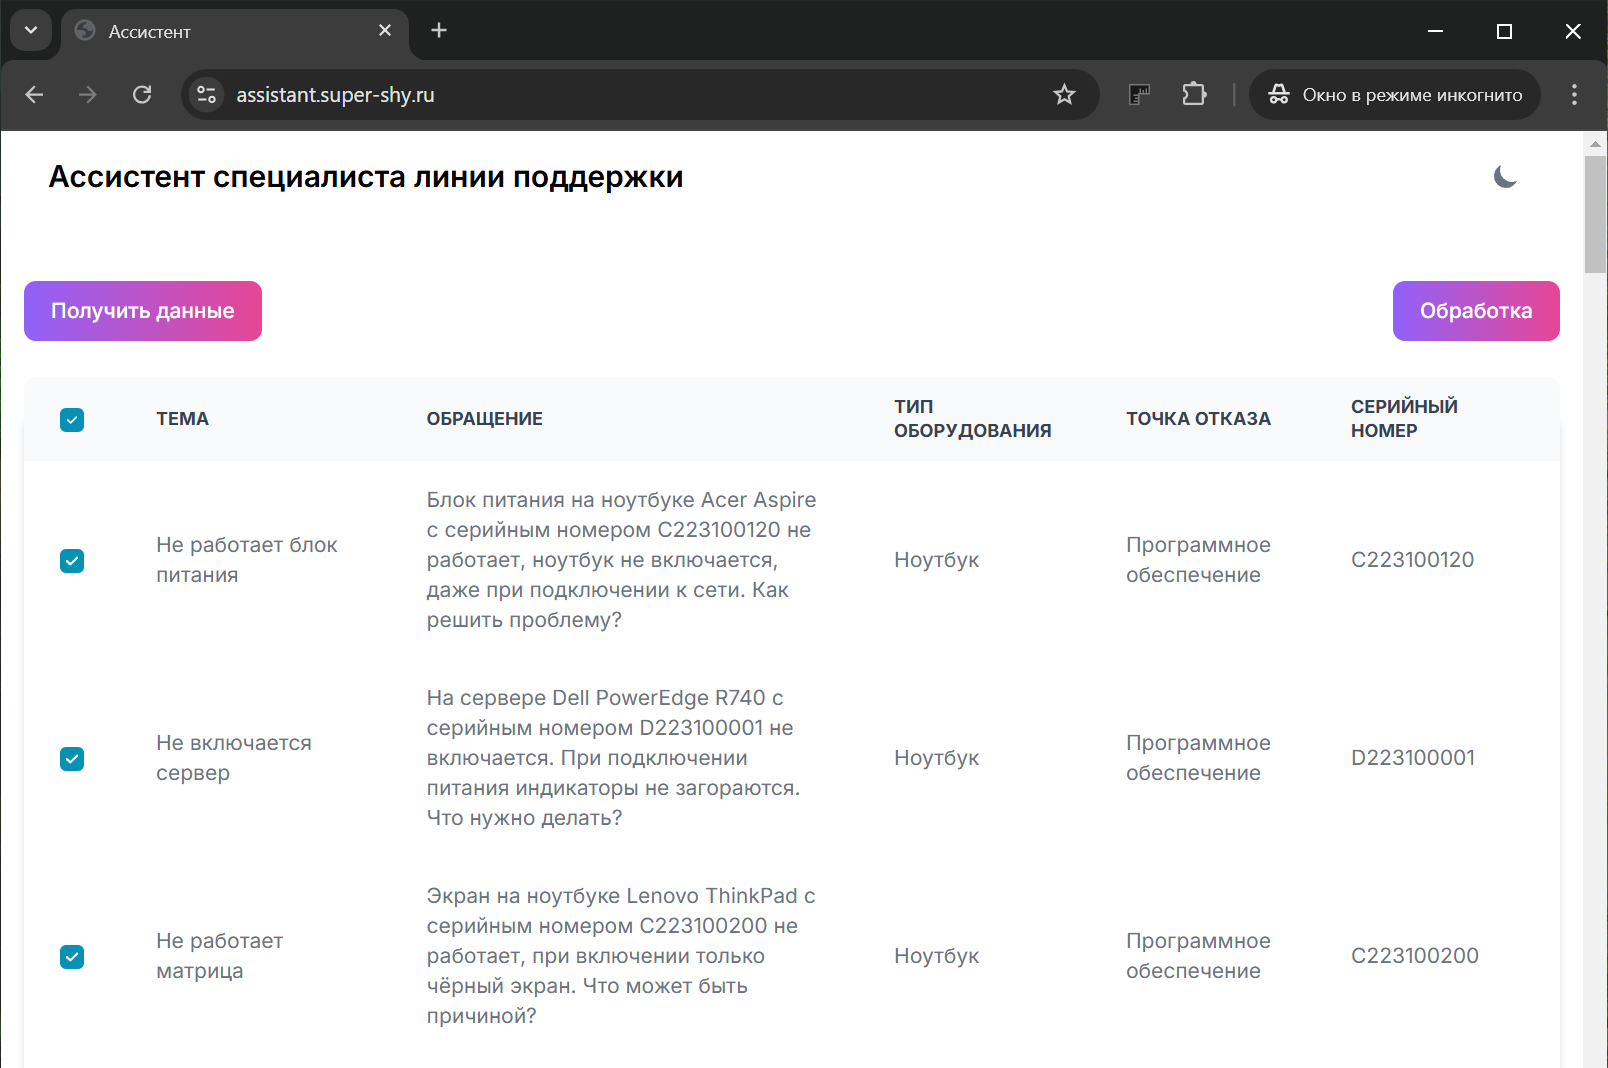 Ассистент
assistant.super-shy.ru
Окно в режиме инкогнито
Ассистент специалиста линии поддержки
Получить данные
Обработка
ТЕМА
ОБРАЩЕНИЕ
ТИП
ОБОРУДОВАНИЯ
ТОЧКА ОТКАЗА
СЕРИЙНЫЙ
НОМЕР
Не работает блок
питания
Блок питания на ноутбуке Acer Aspire
с серийным номером C223100120 не
работает, ноутбук не включается,
даже при подключении к сети. Как
решить проблему?
Ноутбук
Программное
обеспечение
C223100120
Не включается
сервер
На сервере Dell PowerEdge R740 с
серийным номером D223100001 не
включается. При подключении
питания индикаторы не загораются.
Что нужно делать?
Ноутбук
Программное
обеспечение
D223100001
Не работает
матрица
Экран на ноутбуке Lenovo ThinkPad с
серийным номером C223100200 не
работает, при включении только
чёрный экран. Что может быть
причиной?
Ноутбук
Программное
обеспечение
C223100200